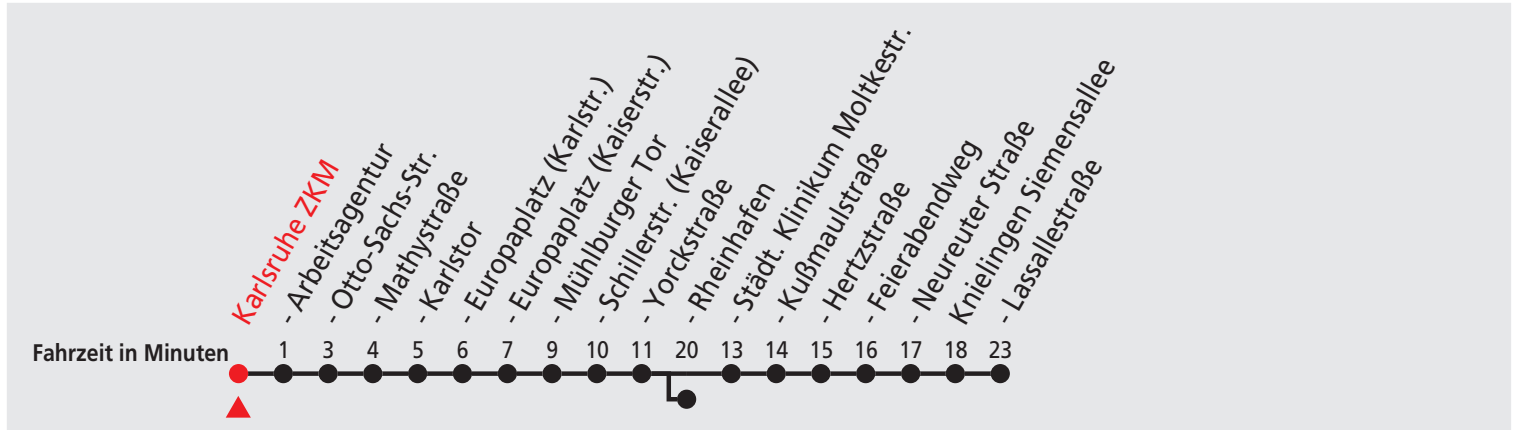 Karlsruhe ZKM
- Arbeitsagentur
- Otto-Sachs-Str.
- Mathystraße
- Karlstor
- Europaplatz (Karlstr.)
- Europaplatz (Kaiserstr.)
- Mühlburger Tor
- Schillerstr. (Kaiserallee)
- Yorckstraße
- Rheinhafen
- Städt. Klinikum Moltkestr.
- Kußmaulstraße
- Hertzstraße
- Feierabendweg
- Neureuter Straße
Knielingen Siemensallee
- Lassallestraße
Fahrzeit in Minuten 1 3 4 5 6 7 9 10 11 20 13 14 15 16 17 18 23